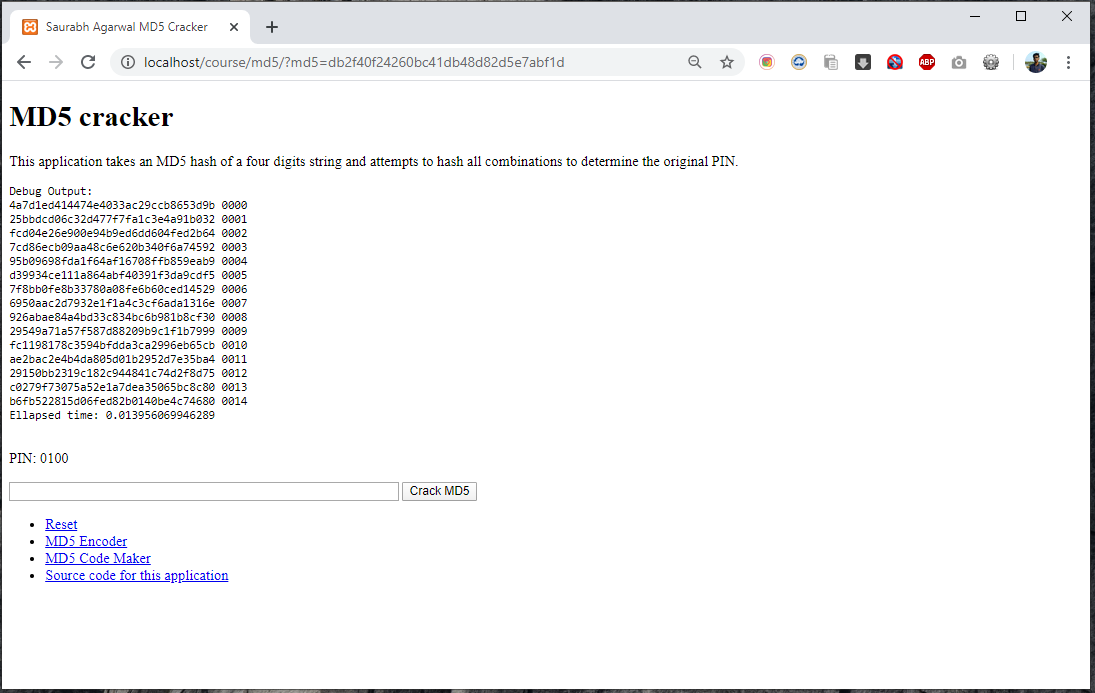 Saurabh Agarwal MD5 Cracker
localhost/course/md5/?md5=db2f40f24260bc41db48d82d5e7abf1d
ABP
MD5 cracker
This application takes an MD5 hash of a four digits string and attempts to hash all combinations to determine the original PIN.
Debug Output:
4a7d1ed414474e4033ac29ccb8653d9b 0000
25bbdcd06c32d477f7fa1c3e4a91b032 0001
fcd04e26e900e94b9ed6dd604fed2b64 0002
7cd86ecb09aa48c6e620b340f6a74592 0003
95b09698fda1f64af16708ffb859eab9 0004
d39934ce111a864abf40391f3da9cdf5 0005
7f8bb0fe8b33780a08fe6b60ced14529 0006
6950aac2d7932e1f1a4c3cf6ada1316e 0007
926abae84a4bd33c834bc6b981b8cf30 0008
29549a71a57f587d88209b9c1f1b7999 0009
fc1198178c3594bfdda3ca2996eb65cb 0010
ae2bac2e4b4da805d01b2952d7e35ba4 0011
29150bb2319c182c944841c74d2f8d75 0012
c0279f73075a52e1a7dea35065bc8c80 0013
b6fb522815d06fed82b0140be4c74680 0014
Ellapsed time: 0.013956069946289
PIN: 0100
Crack MD5
Reset
MD5 Encoder
MD5 Code Maker
Source code for this application